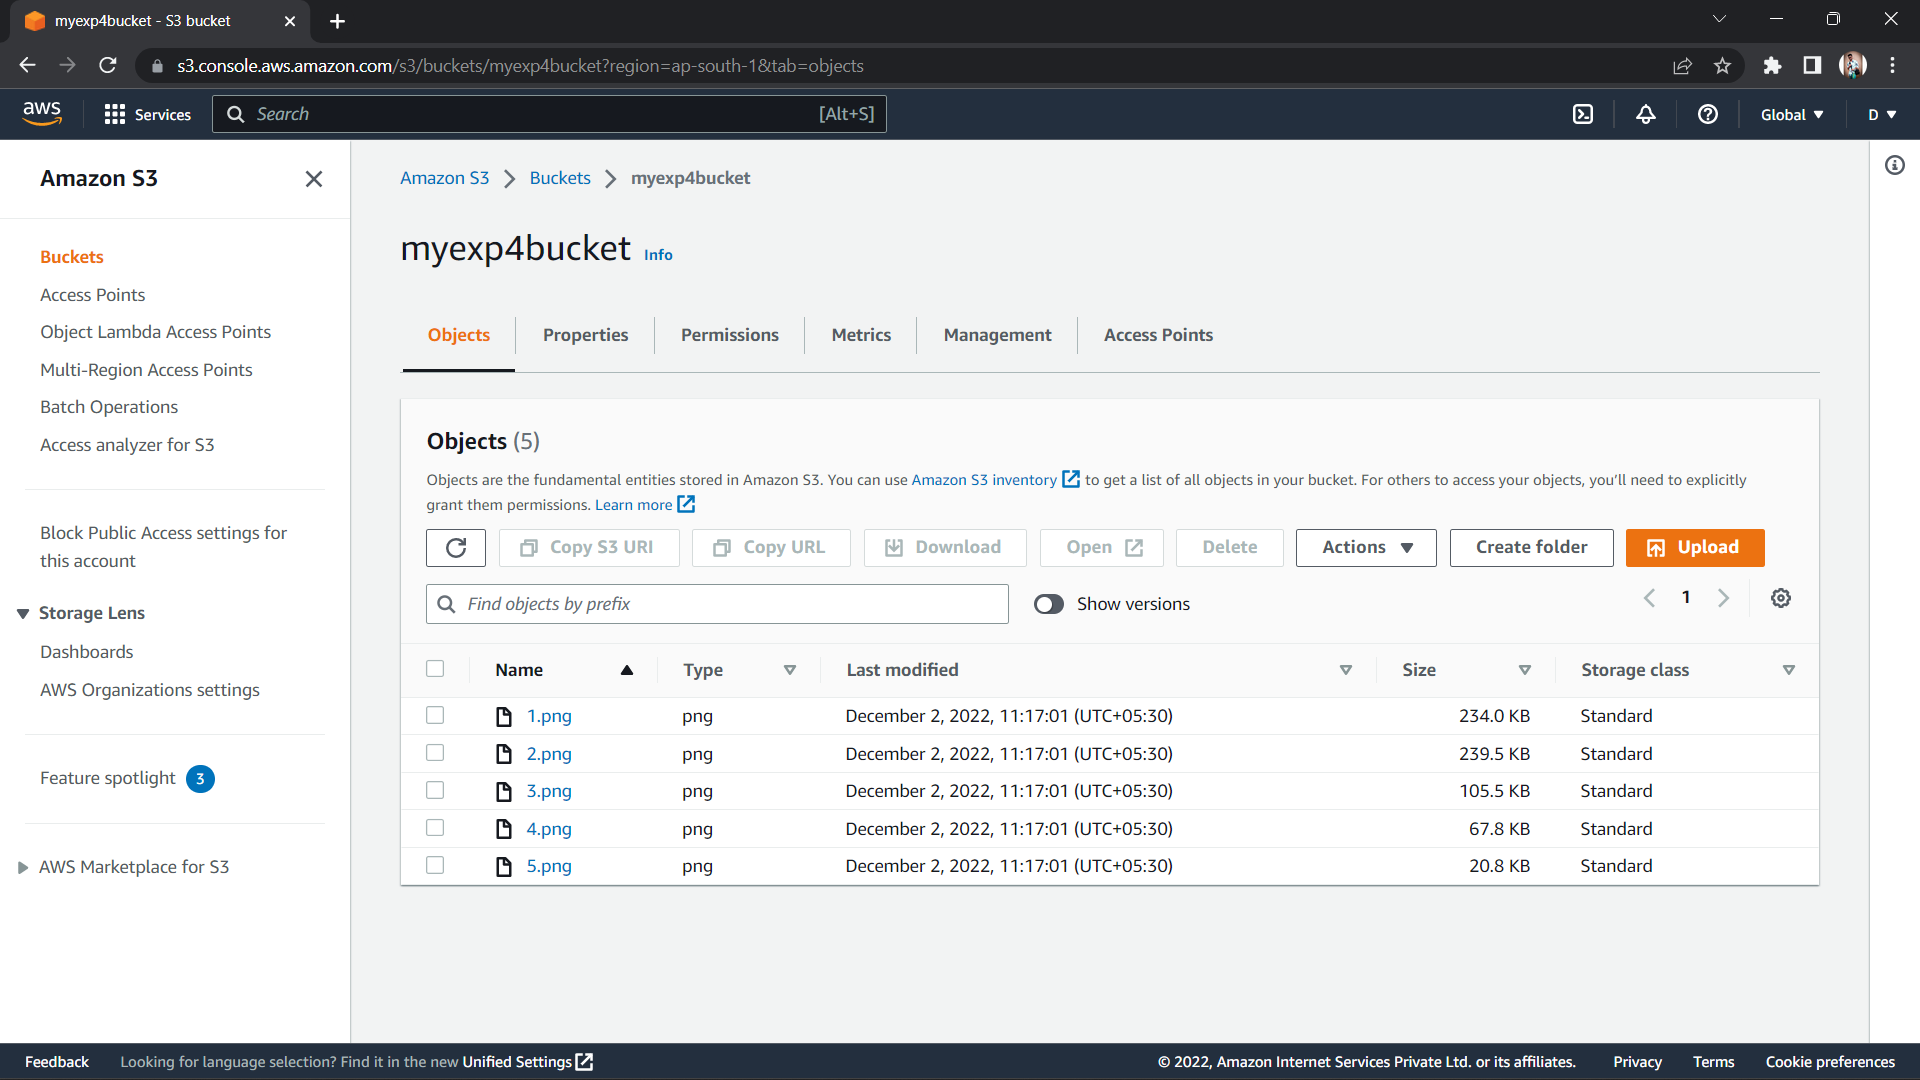 myexp4bucket - S3 bucket
s3.console.aws.amazon.com/s3/buckets/myexp4bucket?region=ap-south-1&tab=objects
aws Services Search [Alt+S] Global D
Amazon S3
Buckets
Access Points
Object Lambda Access Points
Multi-Region Access Points
Batch Operations
Access analyzer for S3
Block Public Access settings for
this account
Storage Lens
Dashboards
AWS Organizations settings
Feature spotlight 3
AWS Marketplace for S3
Amazon S3 Buckets myexp4bucket
myexp4bucket Info
Objects Properties Permissions Metrics Management Access Points
Objects (5)
Objects are the fundamental entities stored in Amazon S3. You can use Amazon S3 inventory to get a list of all objects in your bucket. For others to access your objects, you’ll need to explicitly
grant them permissions. Learn more
Copy S3 URI Copy URL Download Open Delete Actions Create folder Upload
Find objects by prefix Show versions 1
Name Type Last modified Size Storage class
1.png png December 2, 2022, 11:17:01 (UTC+05:30) 234.0 KB Standard
2.png png December 2, 2022, 11:17:01 (UTC+05:30) 239.5 KB Standard
3.png png December 2, 2022, 11:17:01 (UTC+05:30) 105.5 KB Standard
4.png png December 2, 2022, 11:17:01 (UTC+05:30) 67.8 KB Standard
5.png png December 2, 2022, 11:17:01 (UTC+05:30) 20.8 KB Standard
Feedback Looking for language selection? Find it in the new Unified Settings © 2022, Amazon Internet Services Private Ltd. or its affiliates. Privacy Terms Cookie preferences